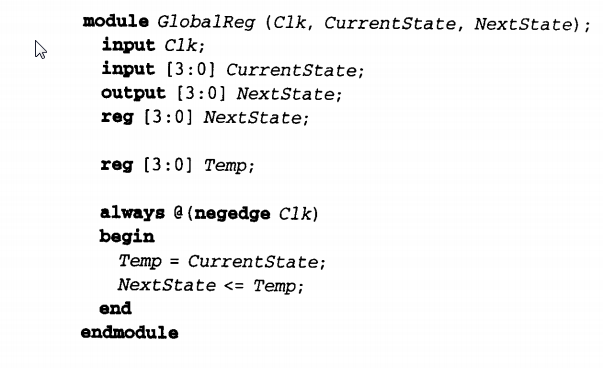 module GlobalReg (Clk, CurrentState, NextState);
input Clk;
input [3:0] CurrentState;
output [3:0] NextState;
reg [3:0] NextState;
reg [3:0] Temp;
always @(negedge Clk)
begin
Temp = CurrentState;
NextState <= Temp;
end
endmodule